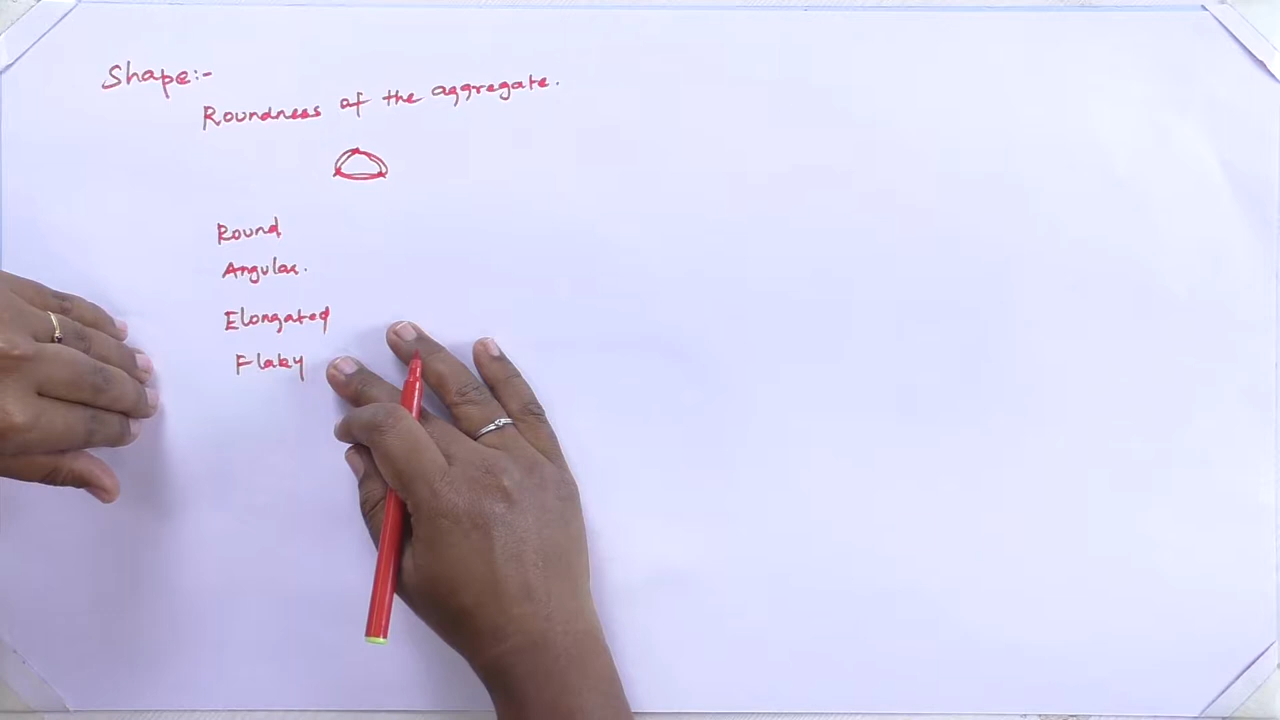 Shape:-
Roundness of the aggregate.
Round
Angular.
Elongated
Flaky